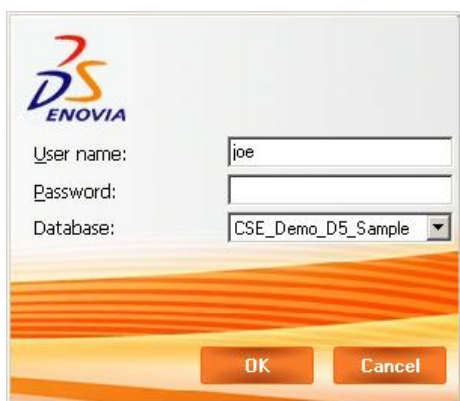 ENOVIA
User name: joe
Password:
Database: CSE_Demo_D5_Sample
OK Cancel